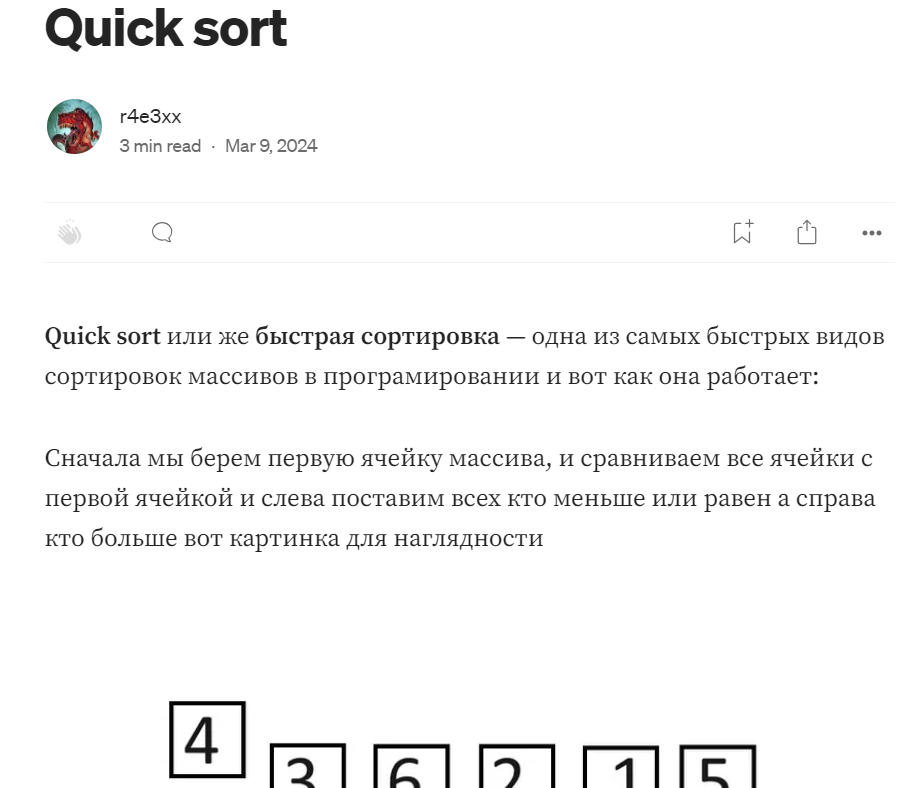 Quick sort
r4e3xx
3 min read · Mar 9, 2024
Quick sort или же быстрая сортировка — одна из самых быстрых видов
сортировок массивов в програмировании и вот как она работает:
Сначала мы берем первую ячейку массива, и сравниваем все ячейки с
первой ячейкой и слева поставим всех кто меньше или равен а справа
кто больше вот картинка для наглядности
4
3 6 2 1 5